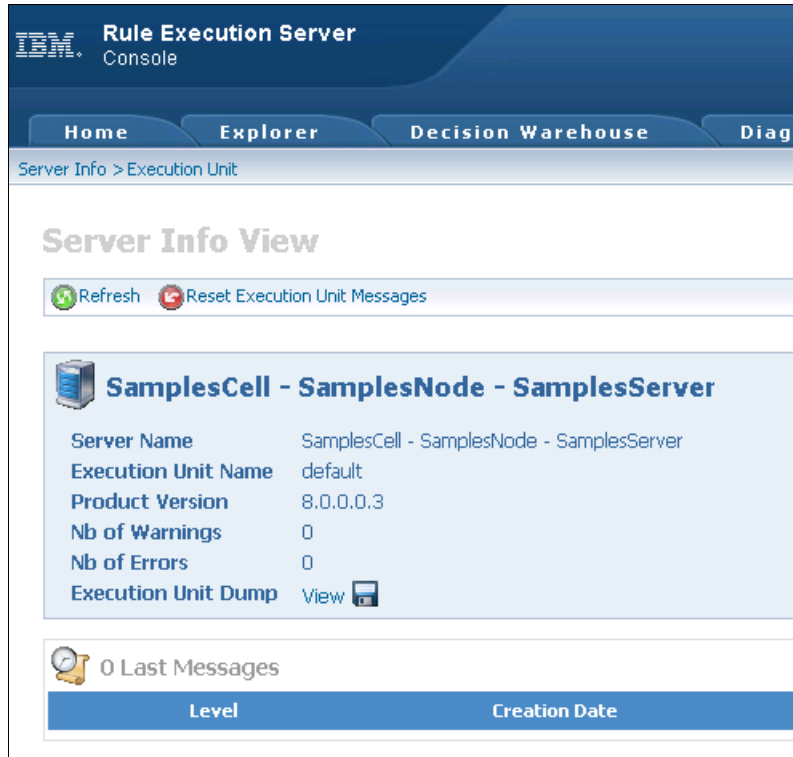 IBM. Rule Execution Server
Console
Home Explorer Decision Warehouse Diag
Server Info > Execution Unit
Server Info View
Refresh Reset Execution Unit Messages
SamplesCell - SamplesNode - SamplesServer
Server Name SamplesCell - SamplesNode - SamplesServer
Execution Unit Name default
Product Version 8.0.0.0.3
Nb of Warnings 0
Nb of Errors 0
Execution Unit Dump View
0 Last Messages
Level Creation Date